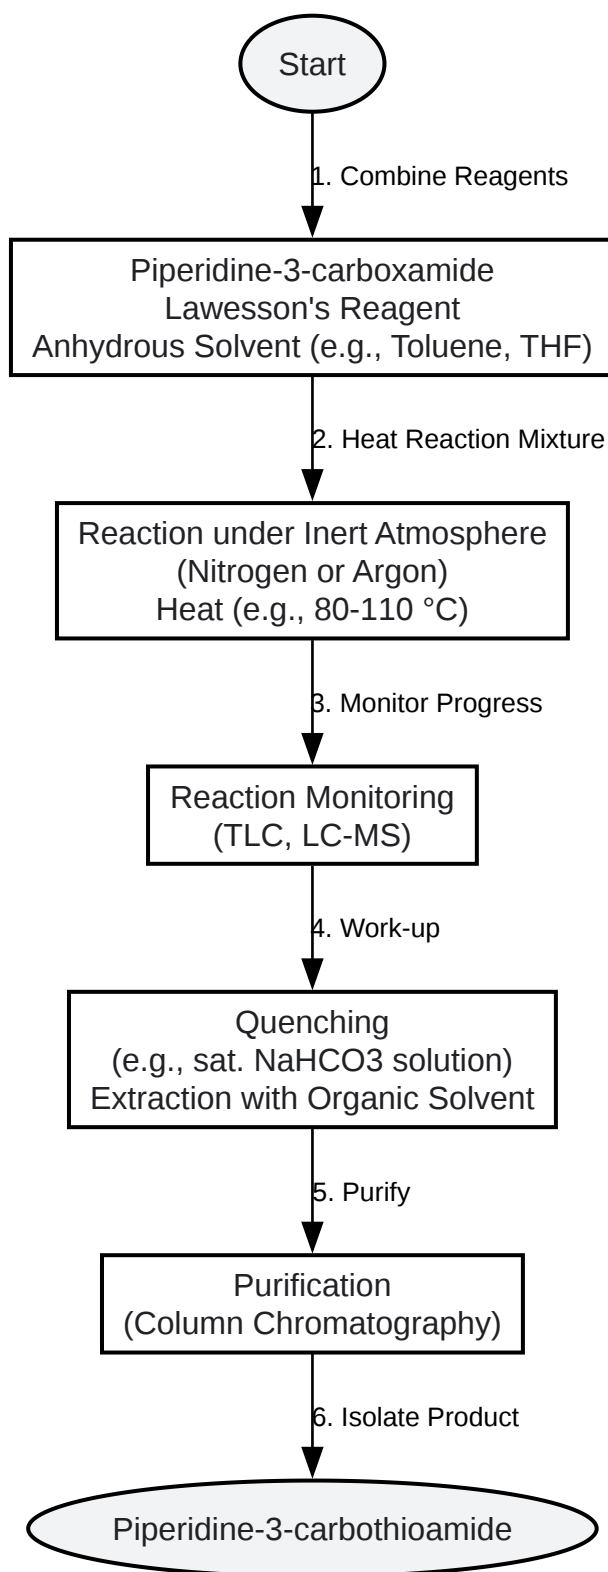 Start
1. Combine Reagents
Piperidine-3-carboxamide
Lawesson's Reagent
Anhydrous Solvent (e.g., Toluene, THF)
2. Heat Reaction Mixture
Reaction under Inert Atmosphere
(Nitrogen or Argon)
Heat (e.g., 80-110 °C)
3. Monitor Progress
Reaction Monitoring
(TLC, LC-MS)
4. Work-up
Quenching
(e.g., sat. NaHCO3 solution)
Extraction with Organic Solvent
5. Purify
Purification
(Column Chromatography)
6. Isolate Product
Piperidine-3-carbothioamide